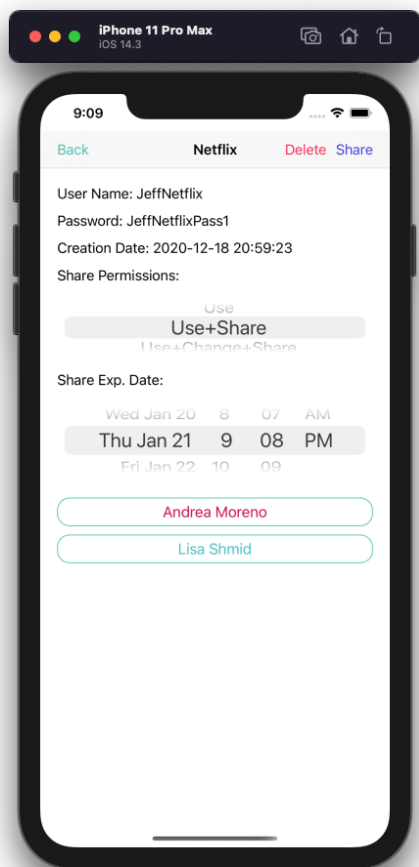 iPhone 11 Pro Max
iOS 14.3
9:09
Back Netflix Delete Share
User Name: JeffNetflix
Password: JeffNetflixPass1
Creation Date: 2020-12-18 20:59:23
Share Permissions:
Use
Use+Share
Use+Change+Share
Share Exp. Date:
Wed Jan 20 8 07 AM
Thu Jan 21 9 08 PM
Fri Jan 22 10 09
Andrea Moreno
Lisa Shmid